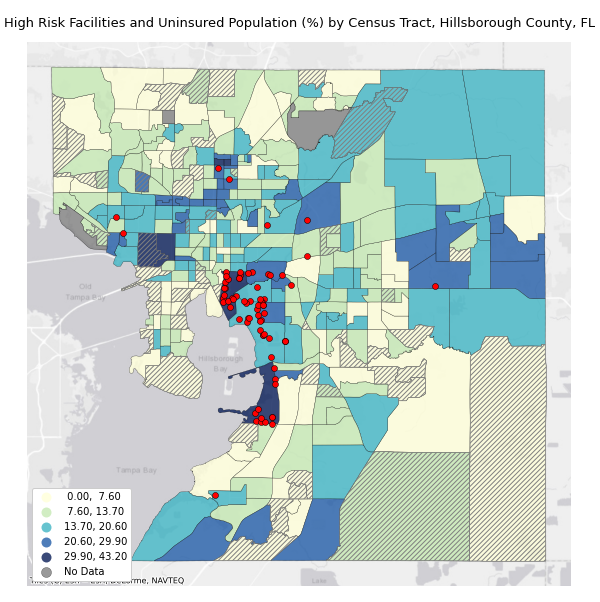 High Risk Facilities and Uninsured Population (%) by Census Tract, Hillsborough County, FL
Old
Tampa Bay
Hillsborough
Bay
Tampa Bay
0.00, 7.60
7.60, 13.70
13.70, 20.60
20.60, 29.90
29.90, 43.20
No Data
Lake
DeLorme, NAVTEQ